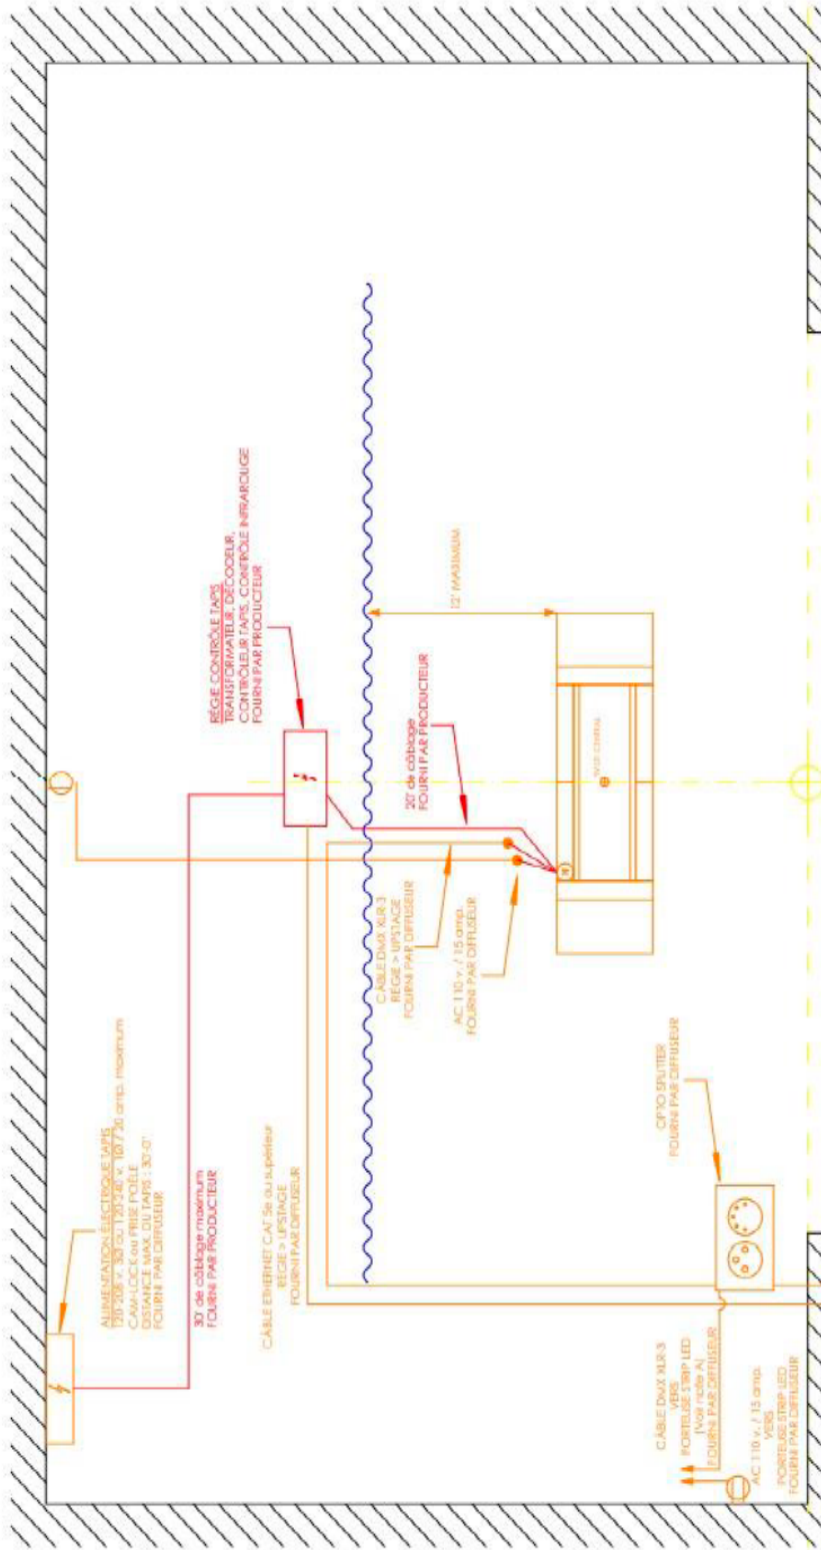 ALIMENTATION ÉLECTRIQUE TAPIS
120-208 v. 3Ø ou 120-240 v. 1Ø / 20 amp. maximum
CAM-LOCK ou PRISE POÊLE
DISTANCE MAX. DU TAPIS : 30'-0"
FOURNI PAR DIFFUSEUR
30' de câblage maximum
FOURNI PAR PRODUCTEUR
RÉGIE CONTRÔLE TAPIS
TRANSFORMATEUR, DÉCODEUR,
CONTRÔLEUR TAPIS, CONTRÔLE INFRAROUGE
FOURNI PAR PRODUCTEUR
CÂBLE ETHERNET CAT 5e ou supérieur
RÉGIE > UPSTAGE
FOURNI PAR DIFFUSEUR
CÂBLE DMX XLR-3
RÉGIE > UPSTAGE
FOURNI PAR DIFFUSEUR
20' de câblage
FOURNI PAR PRODUCTEUR
12' MAXIMUM
AC 110 v. / 15 amp.
FOURNI PAR DIFFUSEUR
CENTRAL
OPTO SPLITTER
FOURNI PAR DIFFUSEUR
CÂBLE DMX XLR-3
VERS
PORTEUSE STRIP LED
(Voir note A)
FOURNI PAR DIFFUSEUR
AC 110 v. / 15 amp.
VERS
PORTEUSE STRIP LED
FOURNI PAR DIFFUSEUR